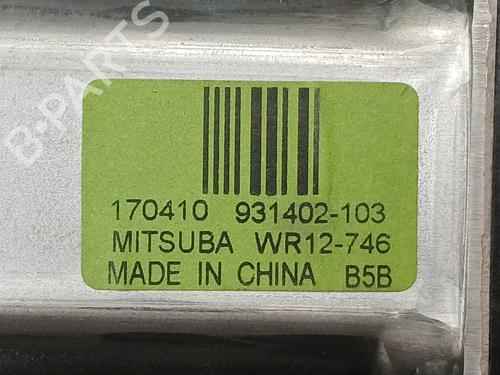 B-PARTS
170410 931402-103
MITSUBA WR12-746
MADE IN CHINA B5B